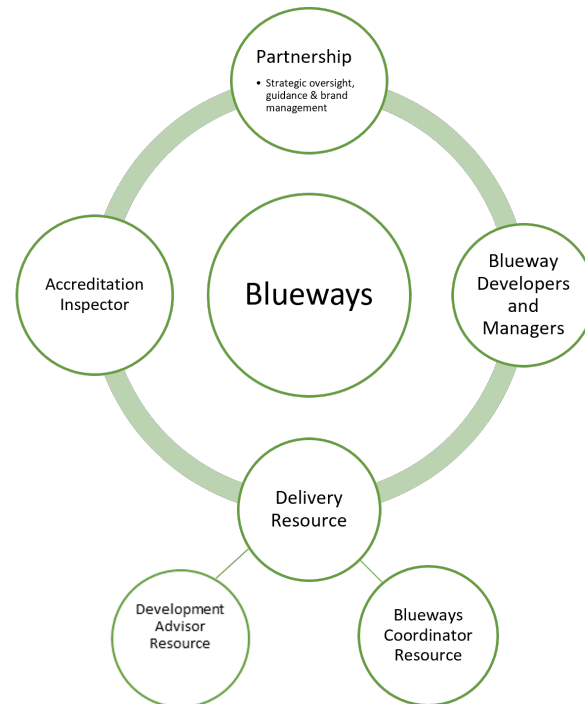 Partnership
• Strategic oversight,
guidance & brand
management
Accreditation
Inspector
Blueways
Blueway
Developers
and
Managers
Delivery
Resource
Development
Advisor
Resource
Blueways
Coordinator
Resource